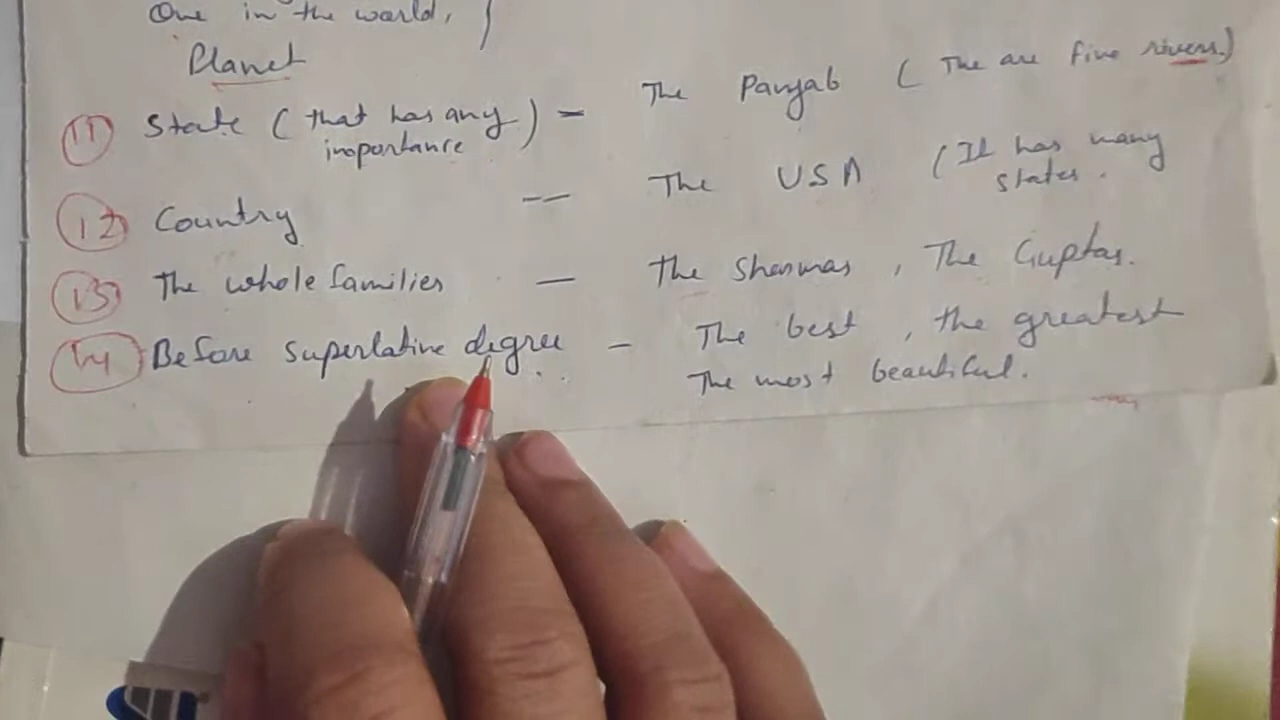 One in the world,
Planet
(11) State (that has any importance) = The Panjab (The are five rivers.)
(12) Country -- The USA (It has many states.
(13) The whole families — The Sharmas, The Guptas.
(14) Before superlative degree — The best, the greatest
The most beautiful.